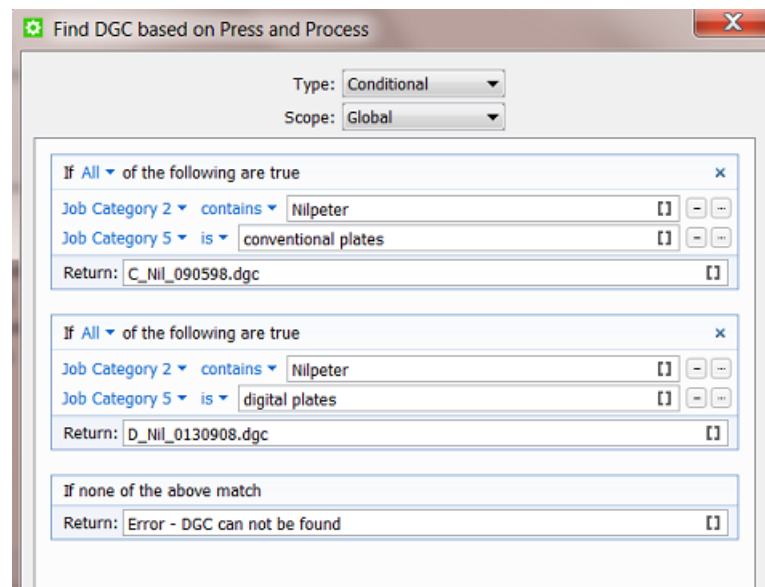 Find DGC based on Press and Process
Type: Conditional
Scope: Global
If All of the following are true
Job Category 2 contains Nilpeter []
Job Category 5 is conventional plates []
Return: C_Nil_090598.dgc []
If All of the following are true
Job Category 2 contains Nilpeter []
Job Category 5 is digital plates []
Return: D_Nil_0130908.dgc []
If none of the above match
Return: Error - DGC can not be found []